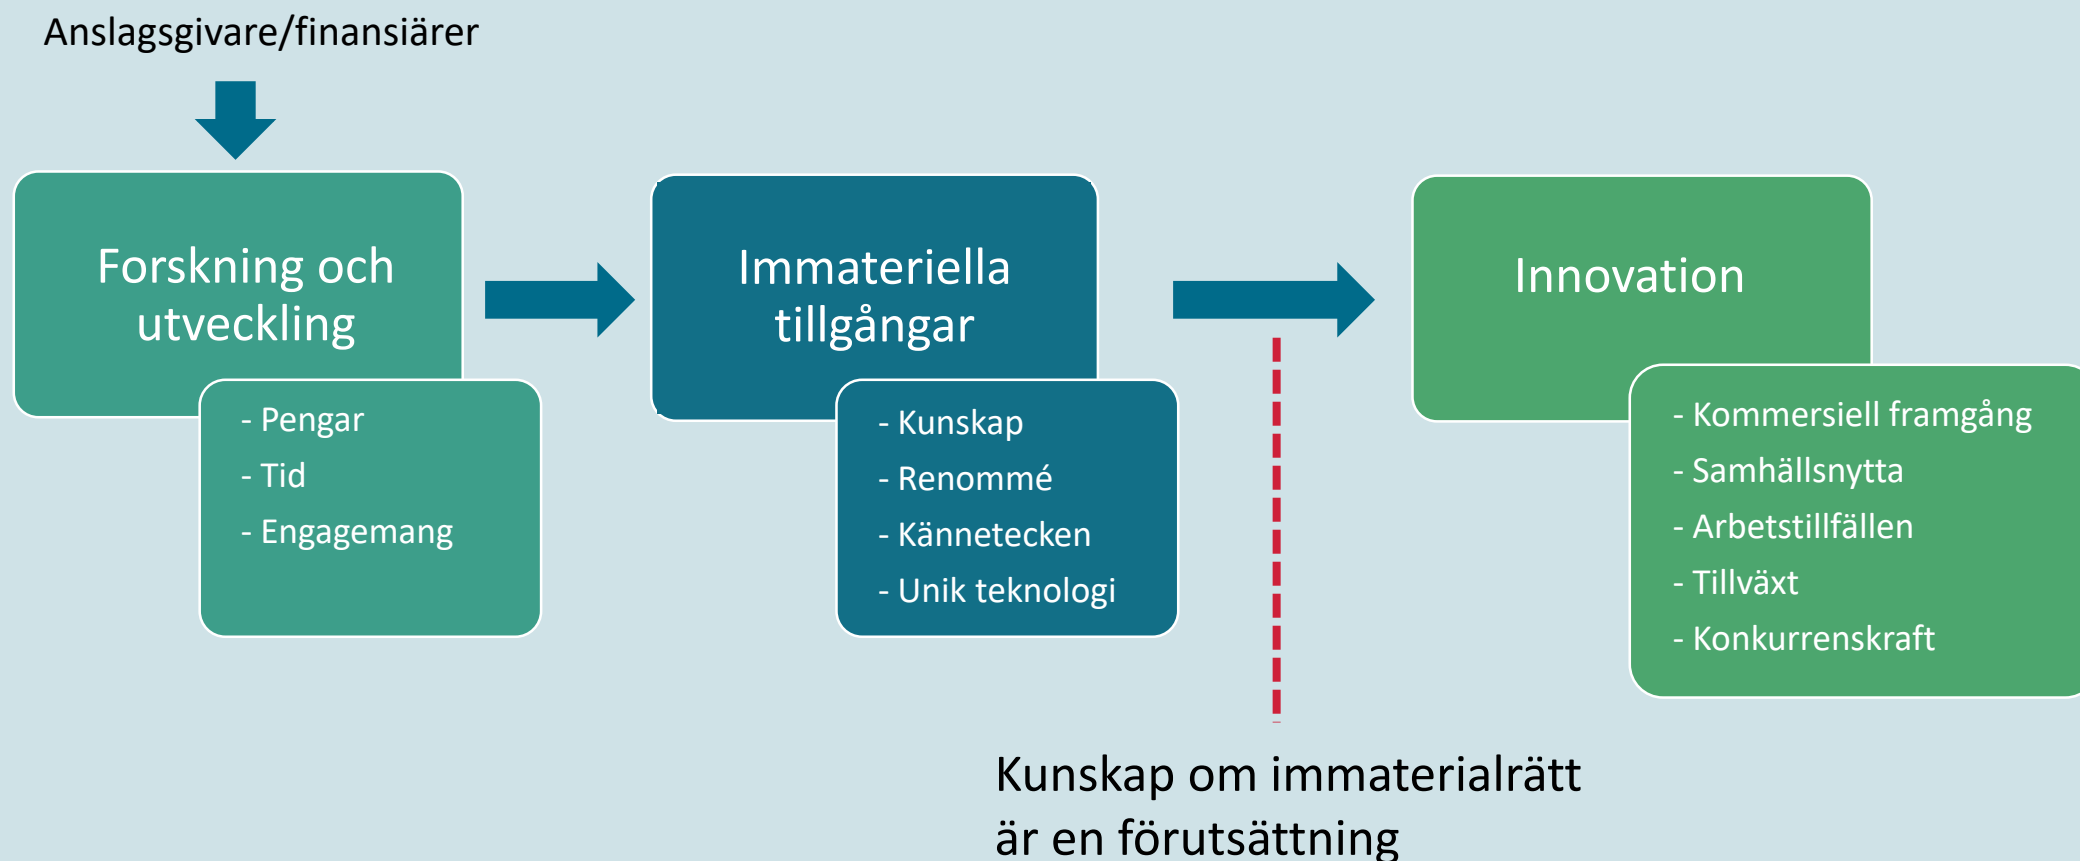 Anslagsgivare/finansiärer
Forskning och
utveckling
- Pengar
- Tid
- Engagemang
Immateriella
tillgångar
- Kunskap
- Renommé
- Kännetecken
- Unik teknologi
Innovation
- Kommersiell framgång
- Samhällsnytta
- Arbetstillfällen
- Tillväxt
- Konkurrenskraft
Kunskap om immaterialrätt
är en förutsättning